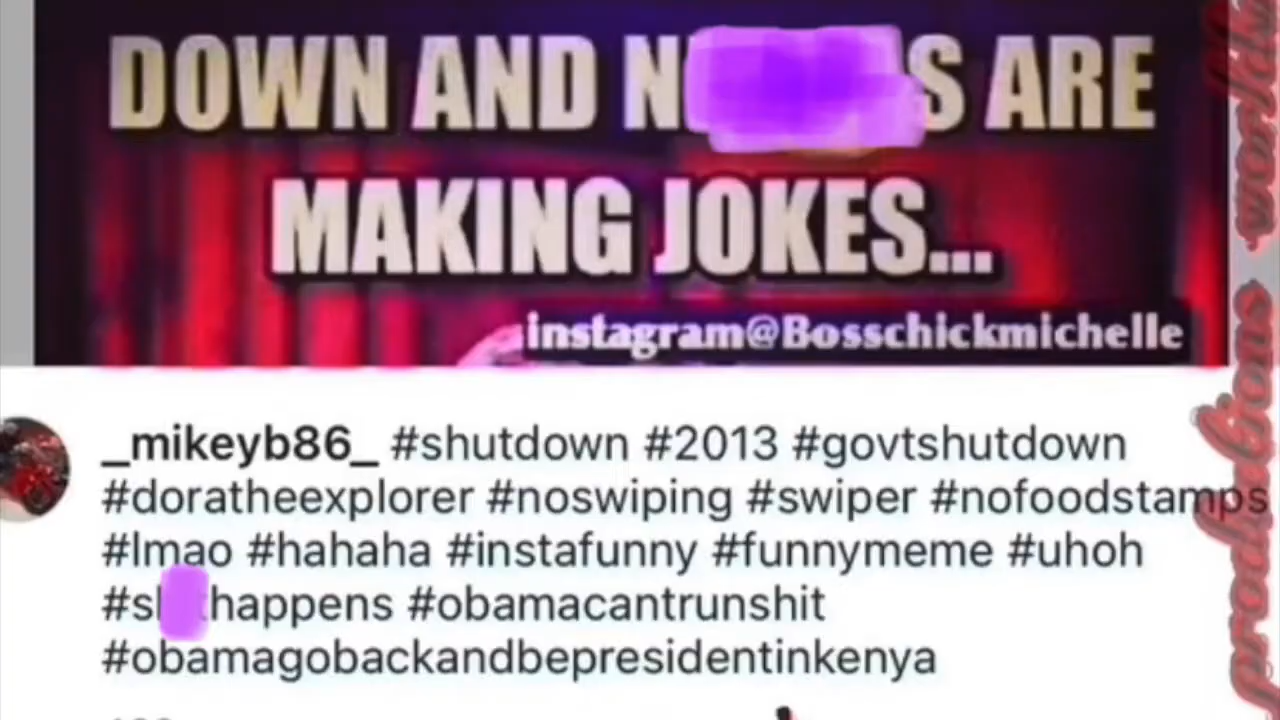 DOWN AND N S ARE
MAKING JOKES...
instagram@Bosschickmichelle
_mikeyb86_ #shutdown #2013 #govtshutdown
#doratheexplorer #noswiping #swiper #nofoodstamps
#lmao #hahaha #instafunny #funnymeme #uhoh
#s happens #obamacantrunshit
#obamagobackandbepresidentinkenya